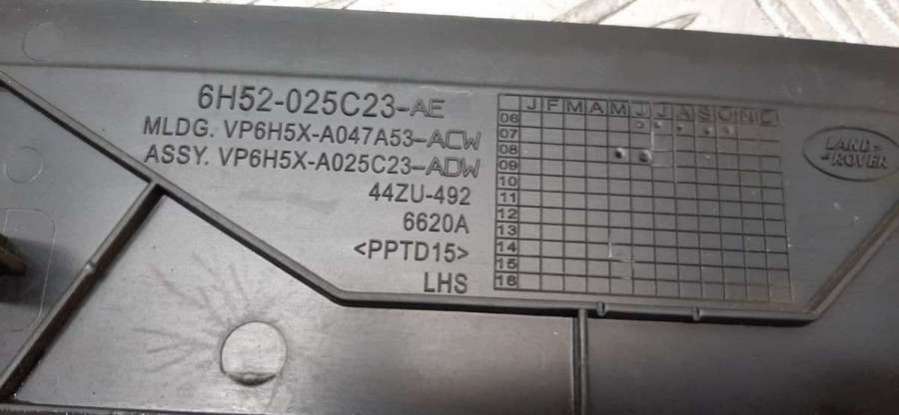 6H52-025C23-AE
MLDG. VP6H5X-A047A53-ACW
ASSY. VP6H5X-A025C23-ADW
44ZU-492
6620A
<PPTD15>
LHS
J F M A M J J A S O N D
06
07
08
09
10
11
12
13
14
15
16
LAND-
-ROVER